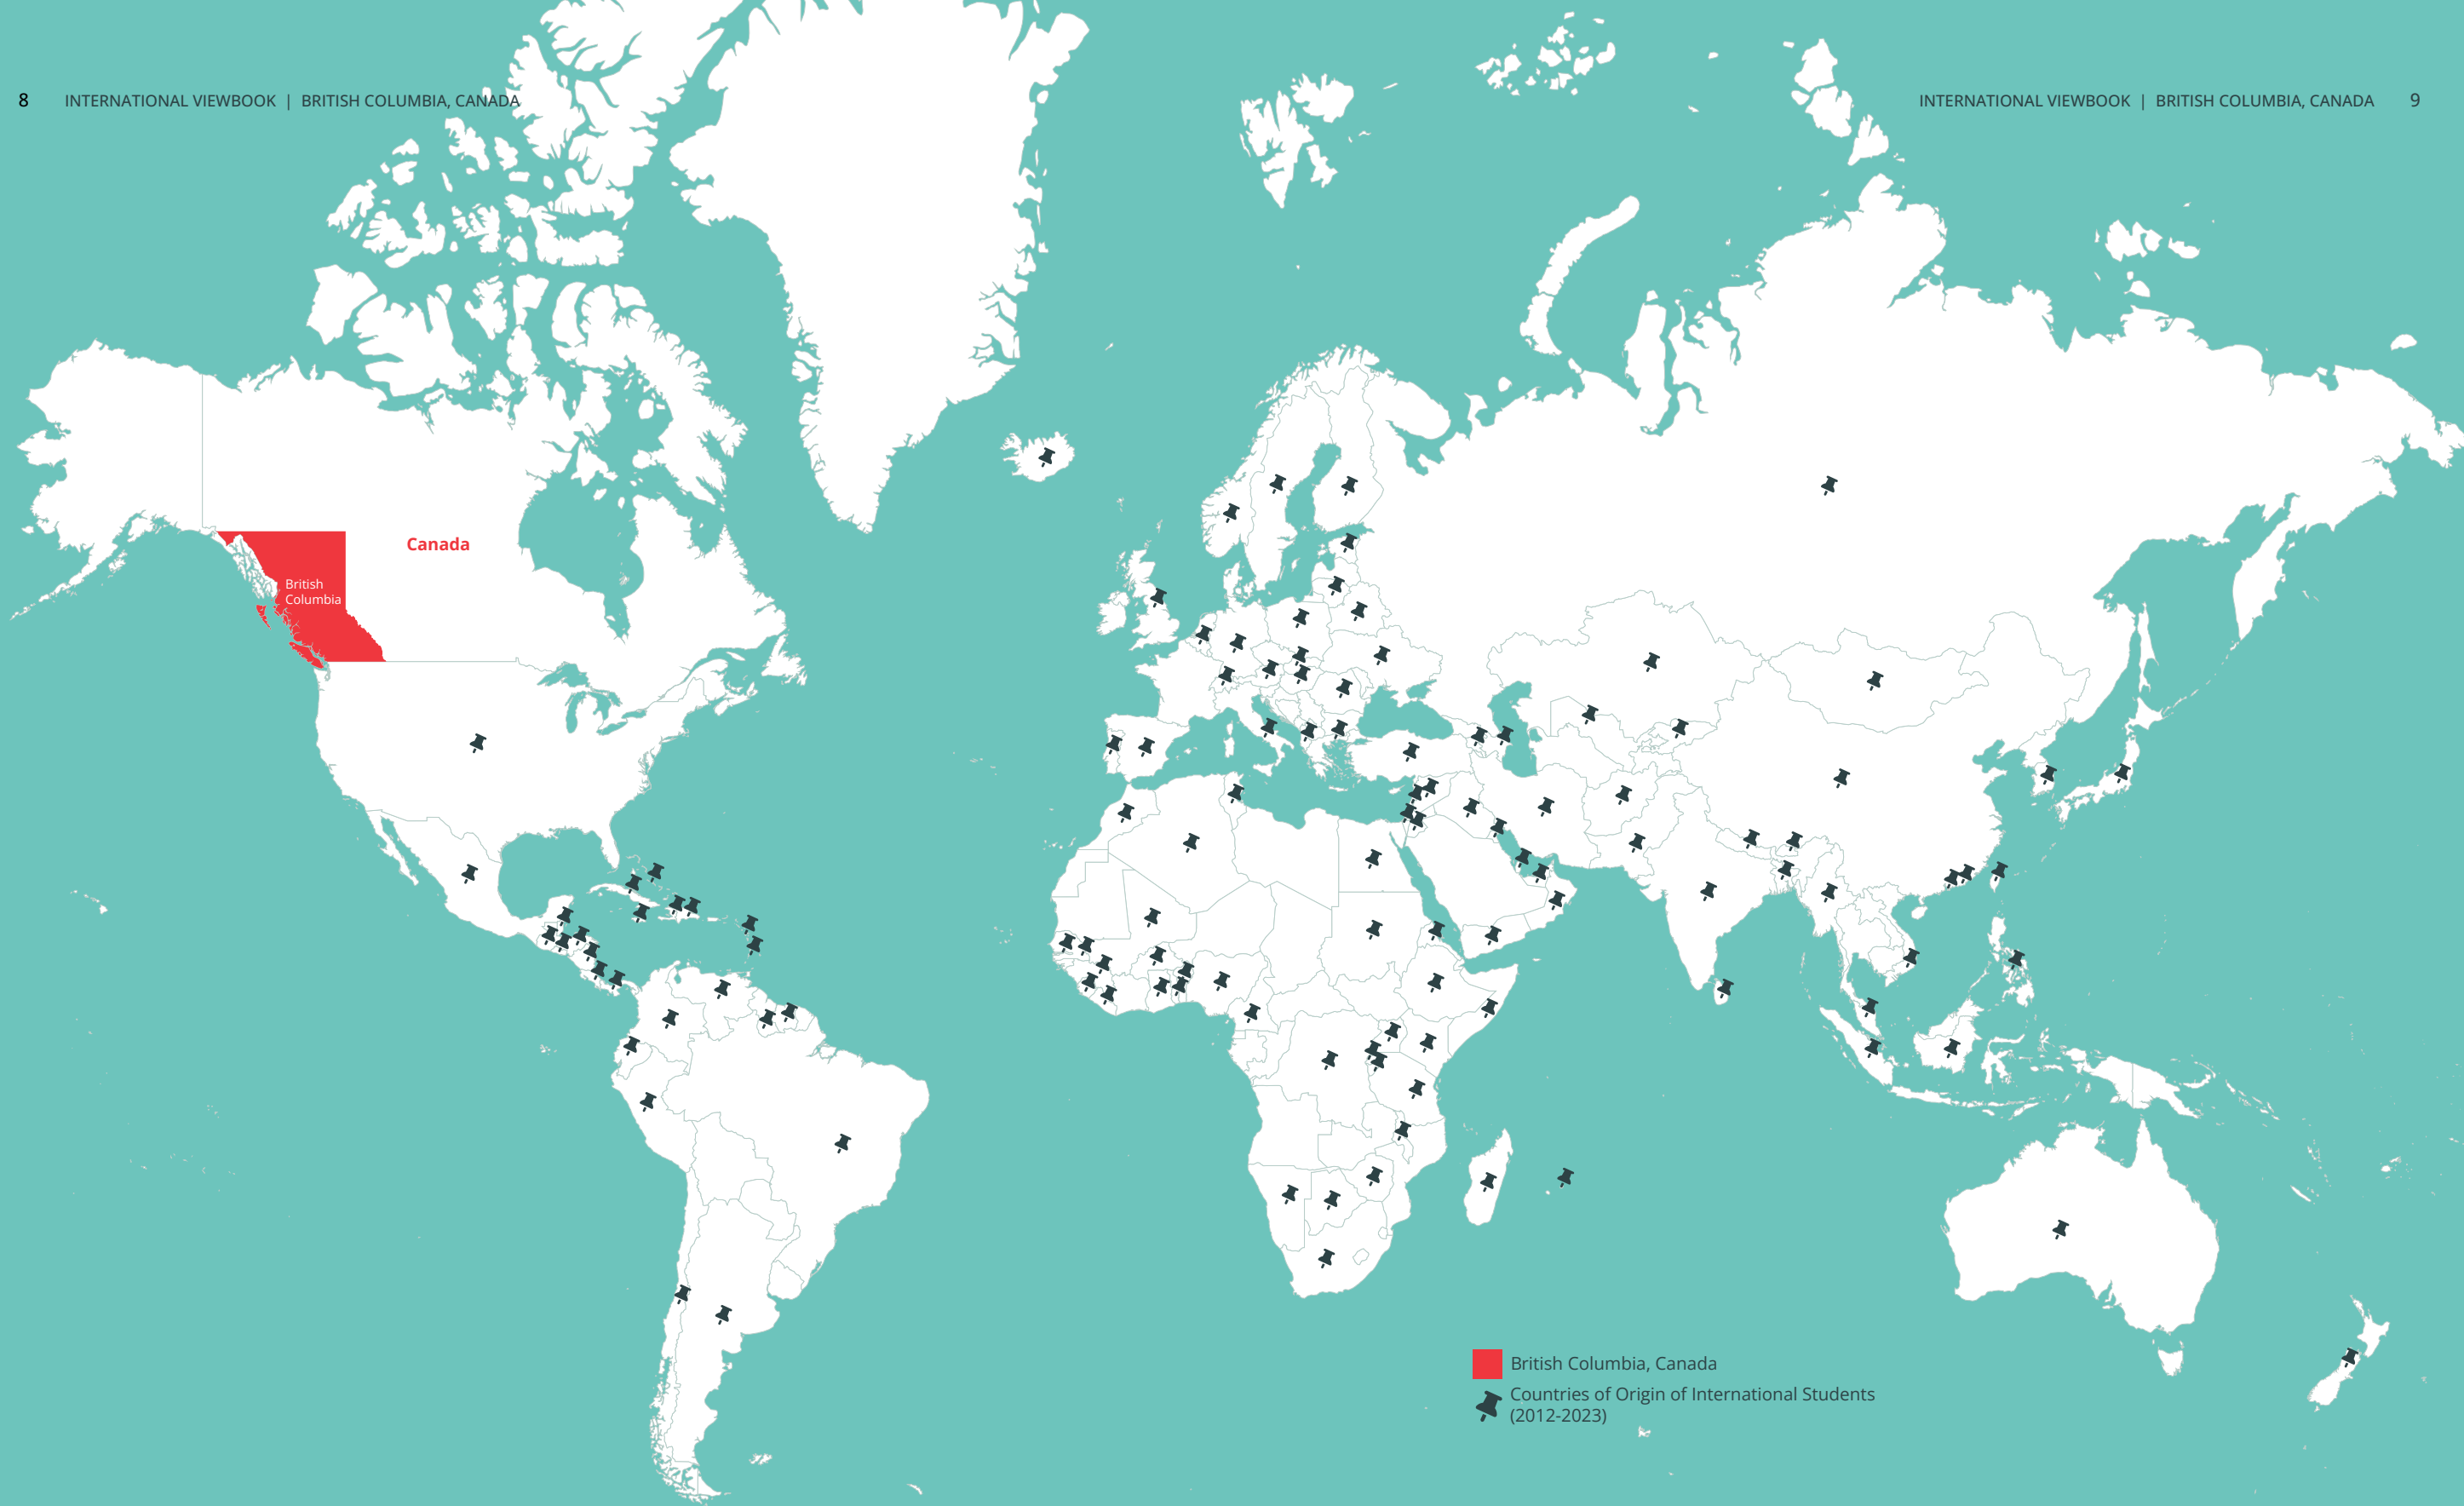 8 INTERNATIONAL VIEWBOOK | BRITISH COLUMBIA, CANADA
INTERNATIONAL VIEWBOOK | BRITISH COLUMBIA, CANADA 9
Canada
British
Columbia
British Columbia, Canada
Countries of Origin of International Students
(2012-2023)